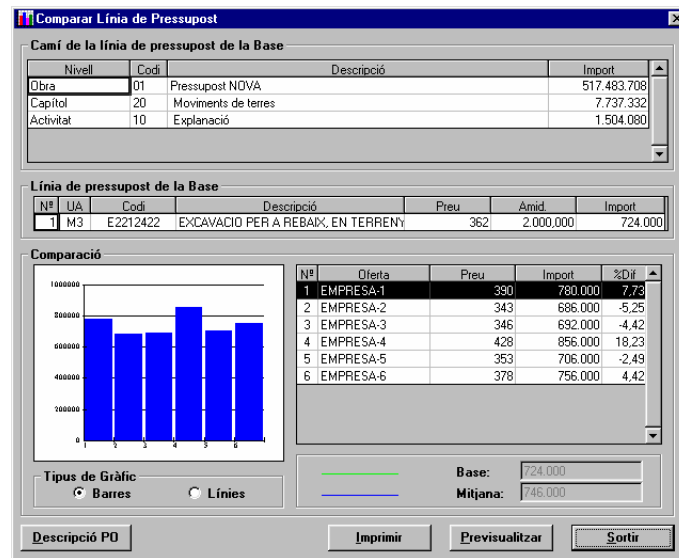 Comparar Línia de Pressupost
Camí de la línia de pressupost de la Base
Nivell Codi Descripció Import
Obra 01 Pressupost NOVA 517.483.708
Capítol 20 Moviments de terres 7.737.332
Activitat 10 Explanació 1.504.080
Línia de pressupost de la Base
Nº UA Codi Descripció Preu Amid. Import
1 M3 E2212422 EXCAVACIO PER A REBAIX, EN TERRENY 362 2.000,000 724.000
Comparació
1000000
800000
600000
400000
200000
0
1 2 3 4 5 6
Nº Oferta Preu Import %Dif
1 EMPRESA-1 390 780.000 7,73
2 EMPRESA-2 343 686.000 -5,25
3 EMPRESA-3 346 692.000 -4,42
4 EMPRESA-4 428 856.000 18,23
5 EMPRESA-5 353 706.000 -2,49
6 EMPRESA-6 378 756.000 4,42
Tipus de Gràfic
Barres Línies
Base: 724.000
Mitjana: 746.000
Descripció PO Imprimir Previsualitzar Sortir